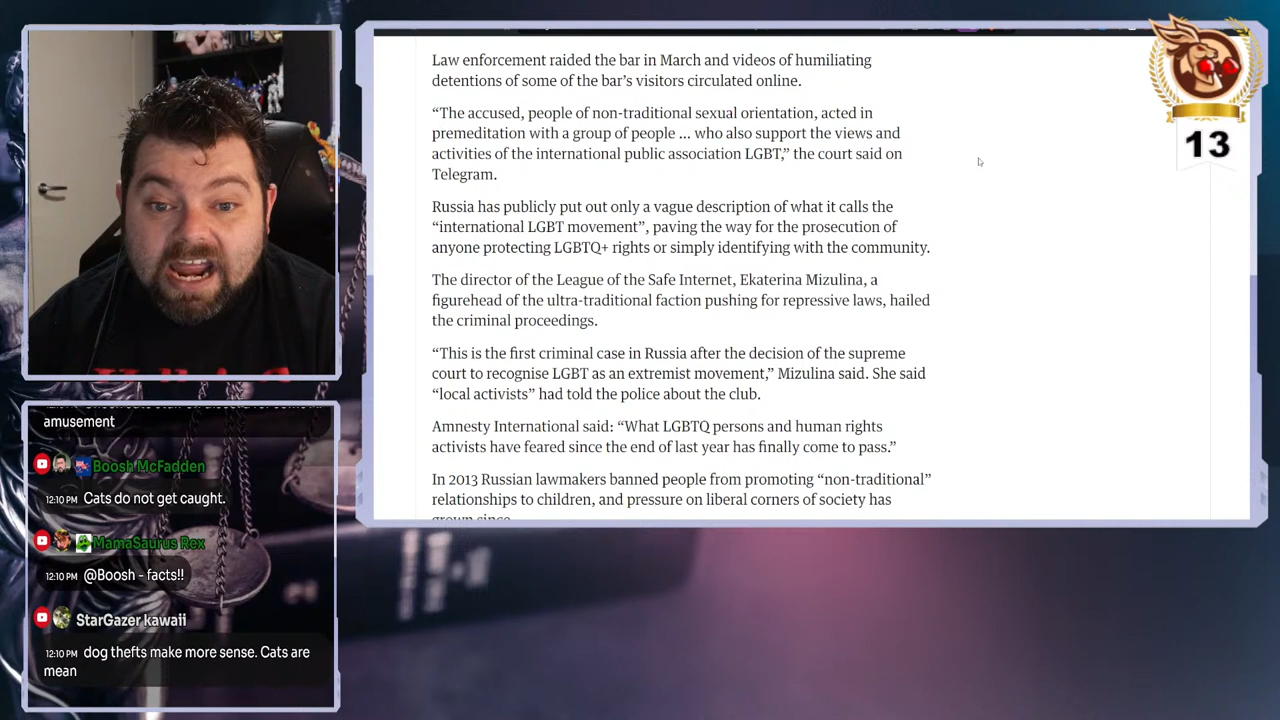 Law enforcement raided the bar in March and videos of humiliating
detentions of some of the bar's visitors circulated online.
“The accused, people of non-traditional sexual orientation, acted in
premeditation with a group of people ... who also support the views and
activities of the international public association LGBT,” the court said on
Telegram.
Russia has publicly put out only a vague description of what it calls the
“international LGBT movement”, paving the way for the prosecution of
anyone protecting LGBTQ+ rights or simply identifying with the community.
The director of the League of the Safe Internet, Ekaterina Mizulina, a
figurehead of the ultra-traditional faction pushing for repressive laws, hailed
the criminal proceedings.
“This is the first criminal case in Russia after the decision of the supreme
court to recognise LGBT as an extremist movement,” Mizulina said. She said
“local activists” had told the police about the club.
Amnesty International said: “What LGBTQ persons and human rights
activists have feared since the end of last year has finally come to pass.”
In 2013 Russian lawmakers banned people from promoting “non-traditional”
relationships to children, and pressure on liberal corners of society has
grown since
13
amusement
Boosh McFadden
12:10 PM Cats do not get caught.
MamaSaurus Rex
12:10 PM @Boosh - facts!!
StarGazer kawaii
12:10 PM dog thefts make more sense. Cats are
mean